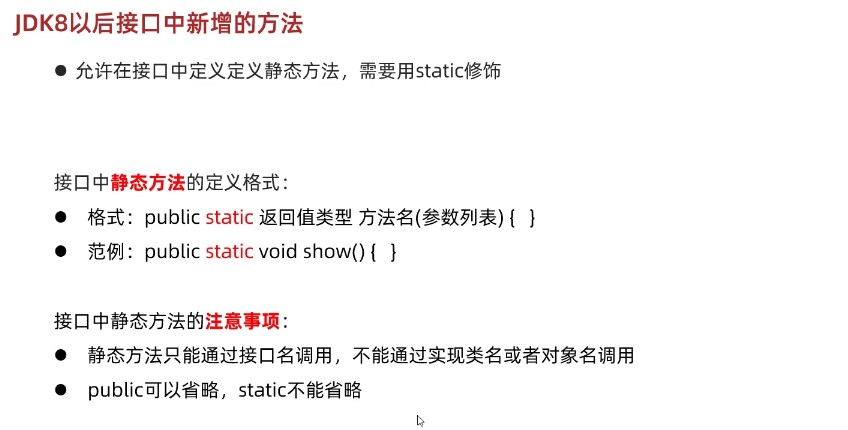 JDK8以后接口中新增的方法
● 允许在接口中定义定义静态方法，需要用static修饰
接口中静态方法的定义格式：
● 格式：public static 返回值类型 方法名(参数列表) { }
● 范例：public static void show() { }
接口中静态方法的注意事项：
● 静态方法只能通过接口名调用，不能通过实现类名或者对象名调用
● public可以省略，static不能省略